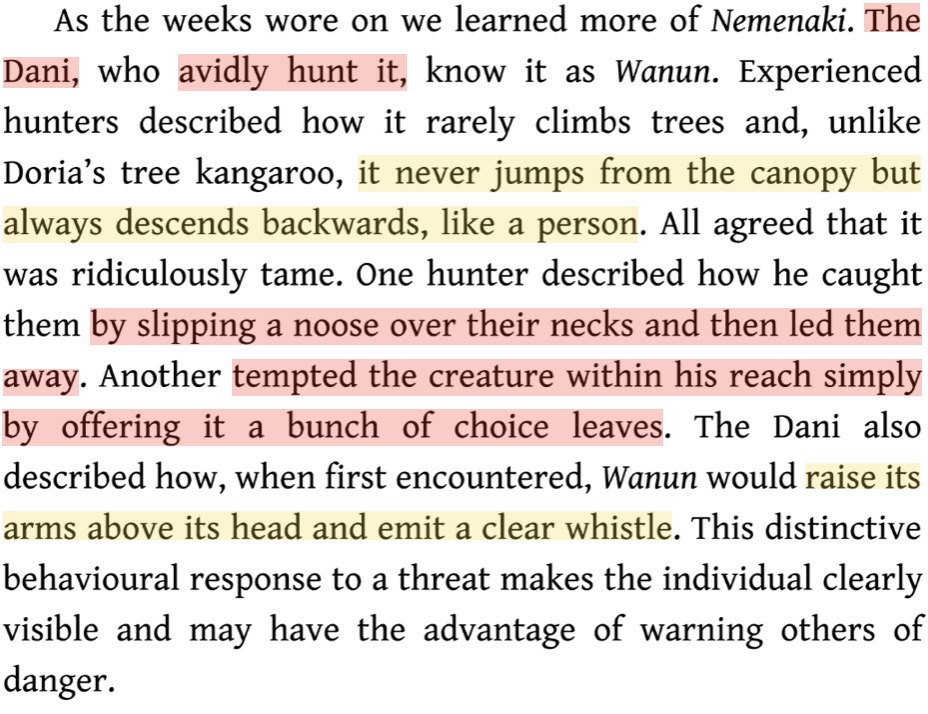 As the weeks wore on we learned more of Nemenaki. The
Dani, who avidly hunt it, know it as Wanun. Experienced
hunters described how it rarely climbs trees and, unlike
Doria’s tree kangaroo, it never jumps from the canopy but
always descends backwards, like a person. All agreed that it
was ridiculously tame. One hunter described how he caught
them by slipping a noose over their necks and then led them
away. Another tempted the creature within his reach simply
by offering it a bunch of choice leaves. The Dani also
described how, when first encountered, Wanun would raise its
arms above its head and emit a clear whistle. This distinctive
behavioural response to a threat makes the individual clearly
visible and may have the advantage of warning others of
danger.